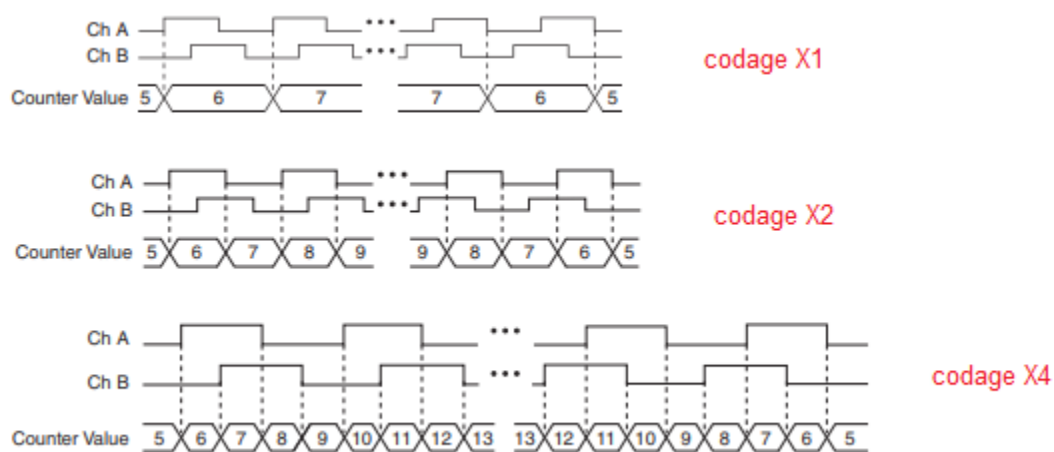 Ch A
Ch B
codage X1
Counter Value 5 6 7 7 6 5
Ch A
Ch B
codage X2
Counter Value 5 6 7 8 9 9 8 7 6 5
Ch A
Ch B
codage X4
Counter Value 5 6 7 8 9 10 11 12 13 13 12 11 10 9 8 7 6 5